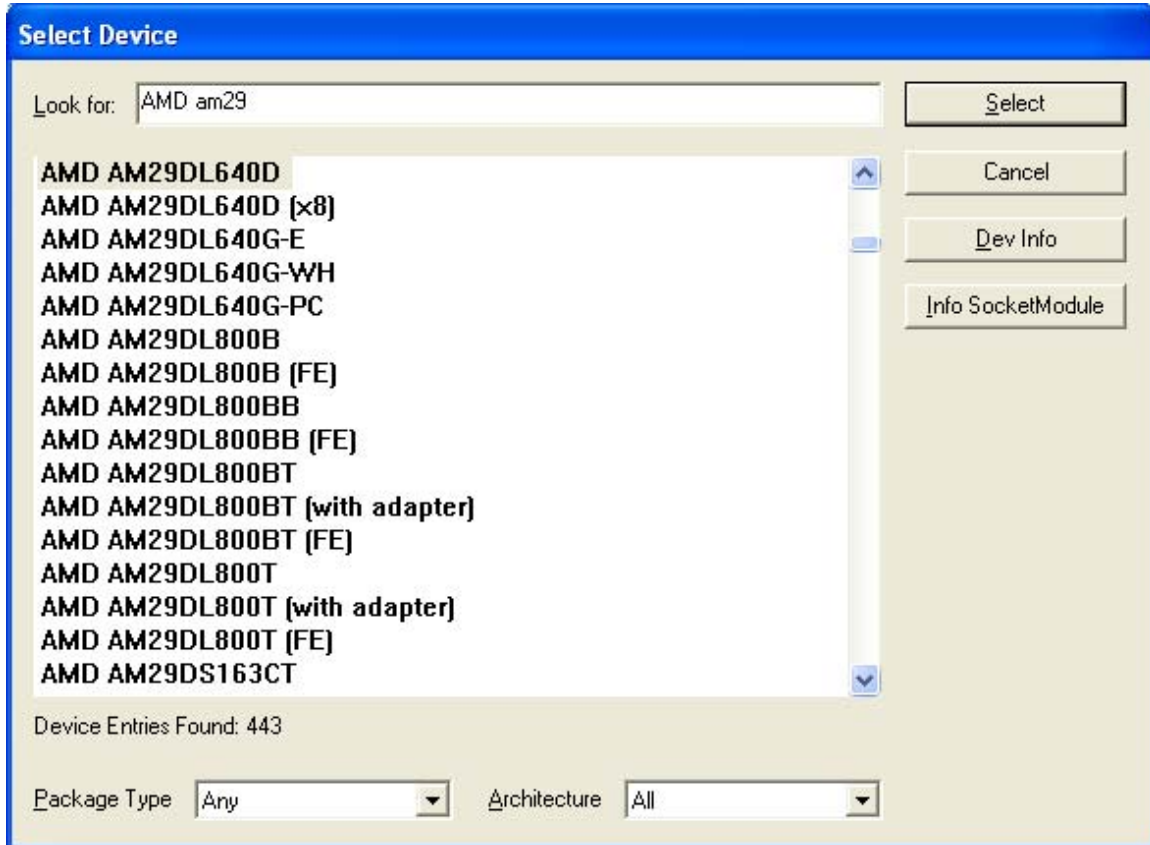 Select Device
Look for: AMD am29
Select
AMD AM29DL640D
Cancel
AMD AM29DL640D (x8)
AMD AM29DL640G-E
Dev Info
AMD AM29DL640G-WH
AMD AM29DL640G-PC
Info SocketModule
AMD AM29DL800B
AMD AM29DL800B (FE)
AMD AM29DL800BB
AMD AM29DL800BB (FE)
AMD AM29DL800BT
AMD AM29DL800BT (with adapter)
AMD AM29DL800BT (FE)
AMD AM29DL800T
AMD AM29DL800T (with adapter)
AMD AM29DL800T (FE)
AMD AM29DS163CT
Device Entries Found: 443
Package Type Any Architecture All